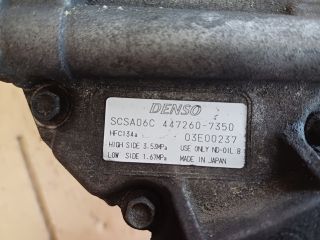 DENSO
SCSA06C 447260-7350
HFC134a 03E00237
HIGH SIDE 3.53MPa USE ONLY ND-OIL 8
LOW SIDE 1.67MPa MADE IN JAPAN